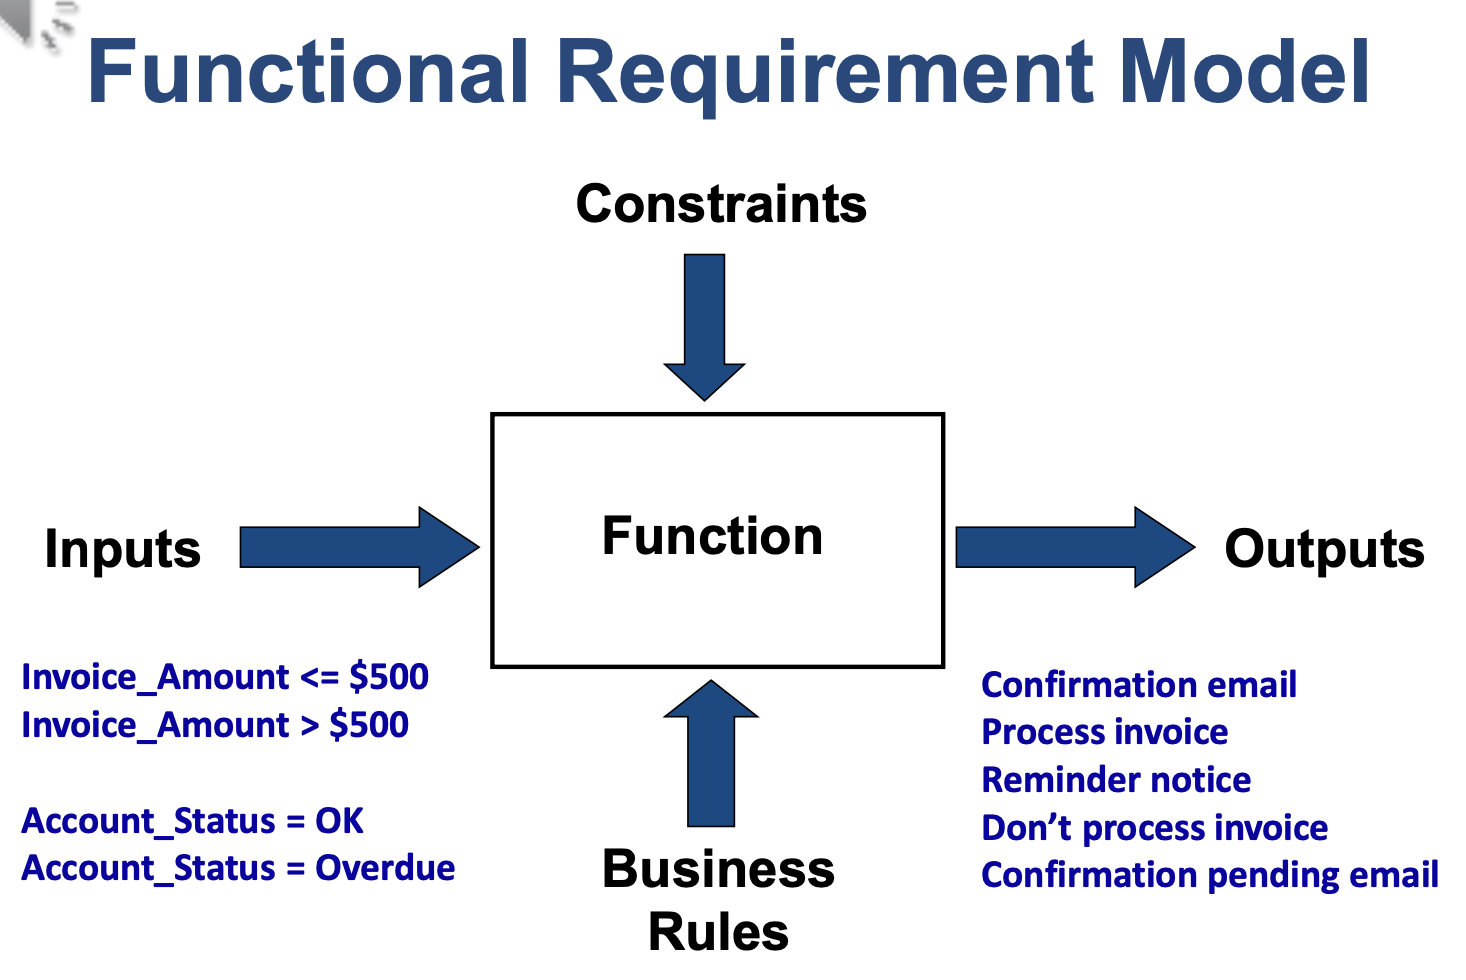 Functional Requirement Model
Constraints
Inputs
Function
Outputs
Invoice_Amount <= $500
Invoice_Amount > $500
Account_Status = OK
Account_Status = Overdue
Business
Rules
Confirmation email
Process invoice
Reminder notice
Don’t process invoice
Confirmation pending email